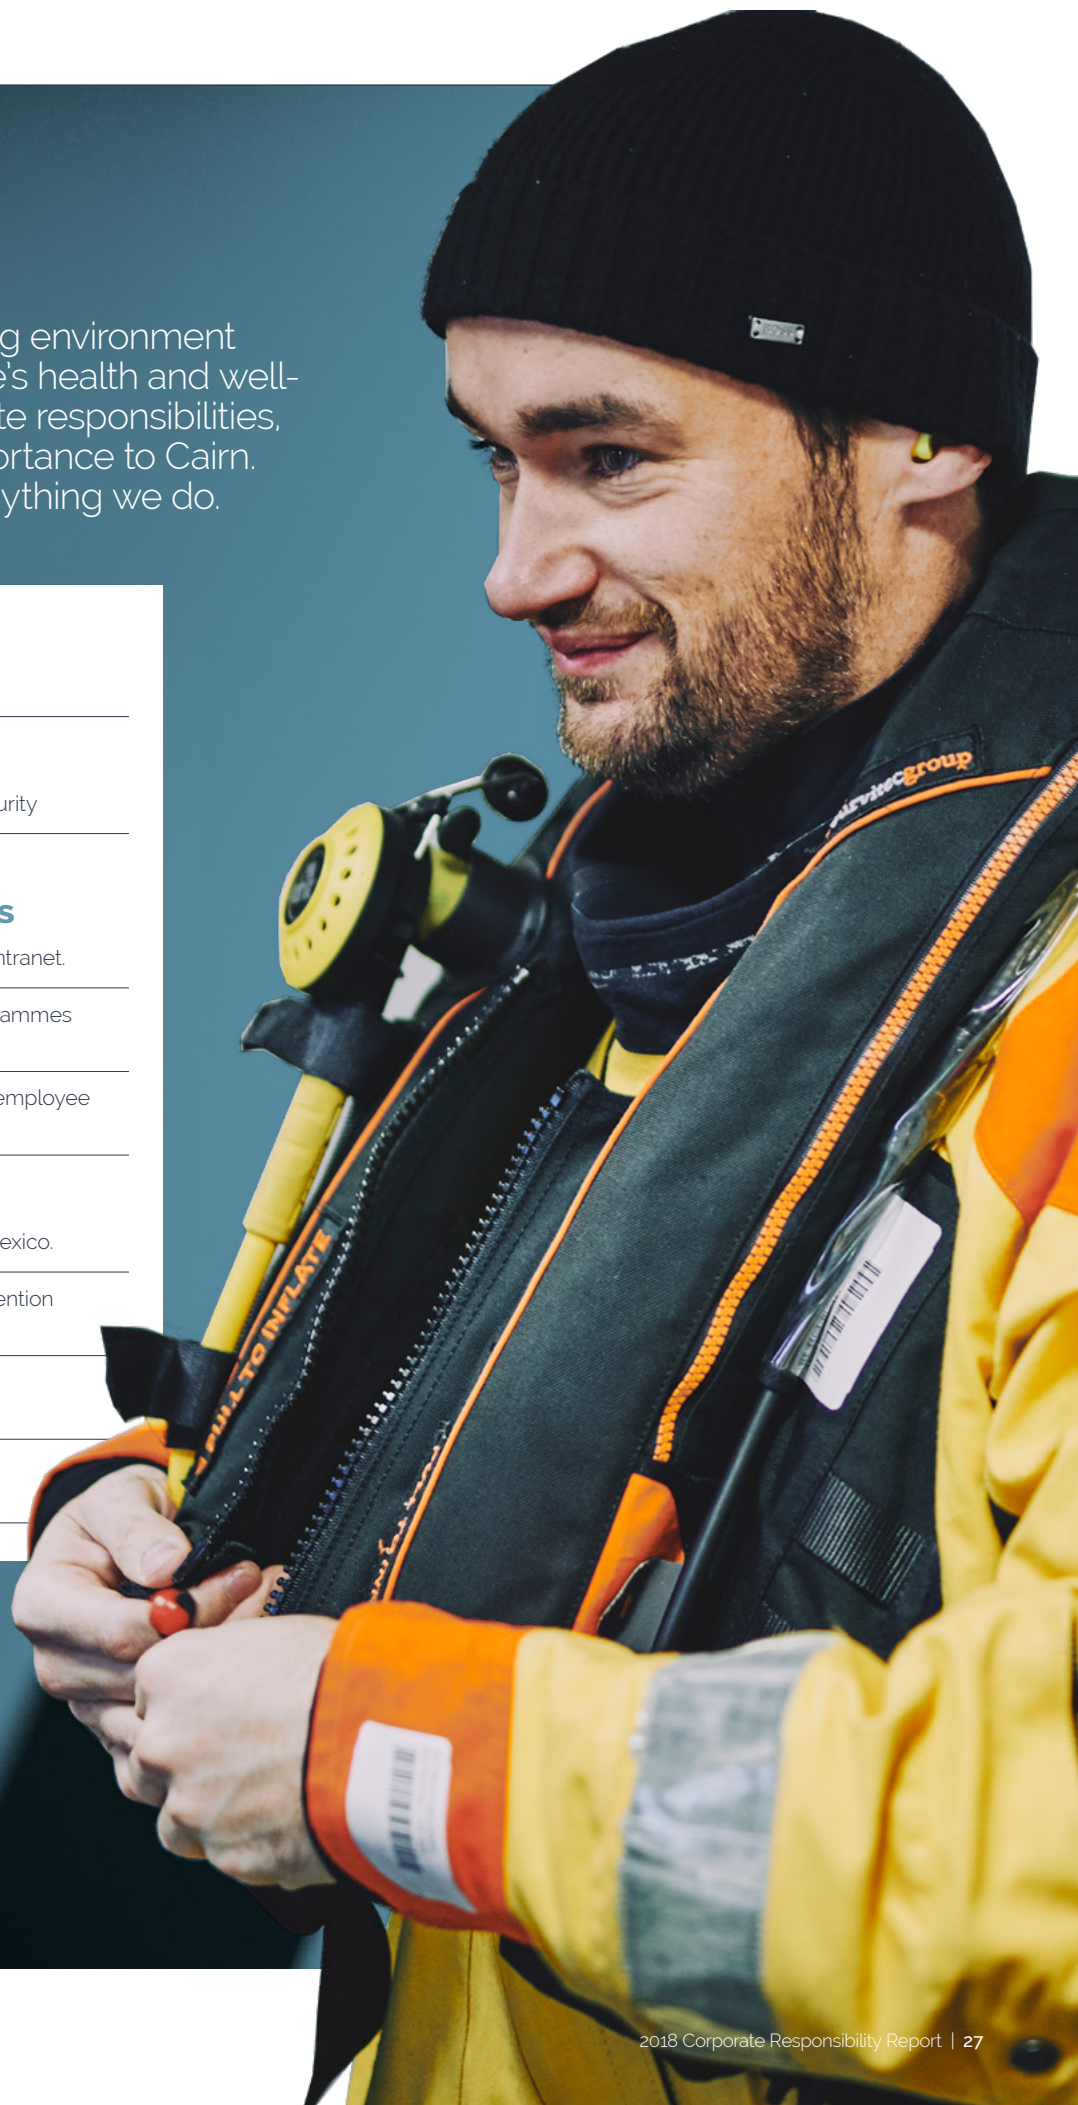 g environment
e's health and well-
te responsibilities,
ortance to Cairn.
ything we do.
urity
s
ntranet.
ammes
employee
exico.
ention
survitecgroup
PULL TO INFLATE
2018 Corporate Responsibility Report | 27